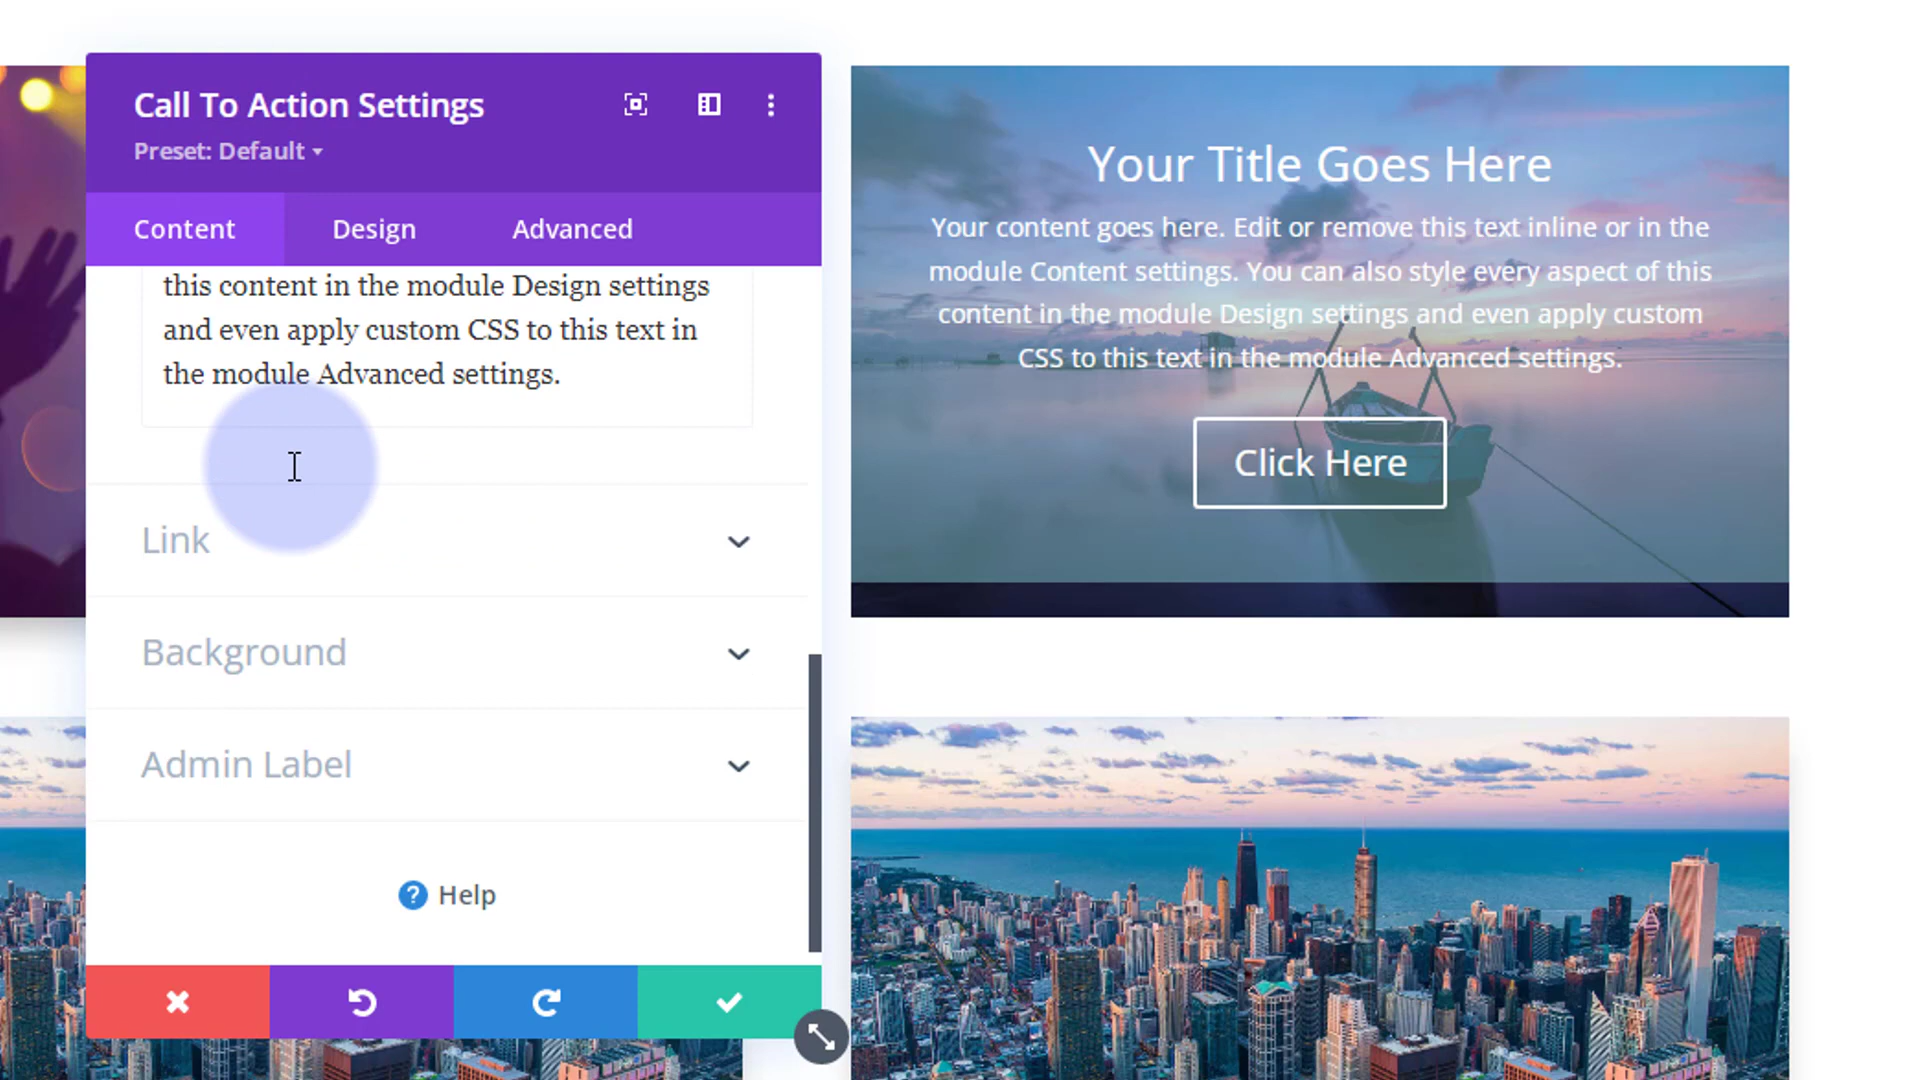 Call To Action Settings
Preset: Default
Content
Design
Advanced
this content in the module Design settings
and even apply custom CSS to this text in
the module Advanced settings.
Link
Background
Admin Label
? Help
Your Title Goes Here
Your content goes here. Edit or remove this text inline or in the
module Content settings. You can also style every aspect of this
content in the module Design settings and even apply custom
CSS to this text in the module Advanced settings.
Click Here